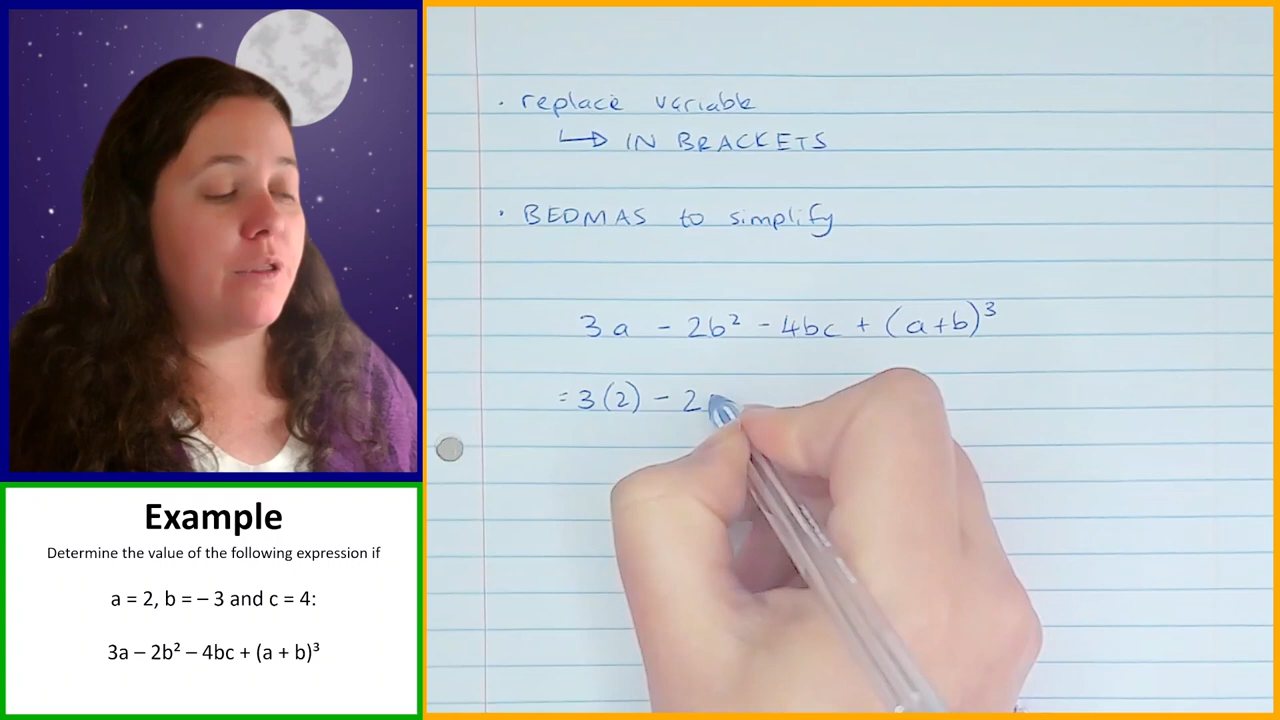 · replace variable
↳ IN BRACKETS
· BEDMAS to simplify
3a - 2b² - 4bc + (a+b)³
= 3(2) - 2
Example
Determine the value of the following expression if
a = 2, b = – 3 and c = 4:
3a – 2b² – 4bc + (a + b)³